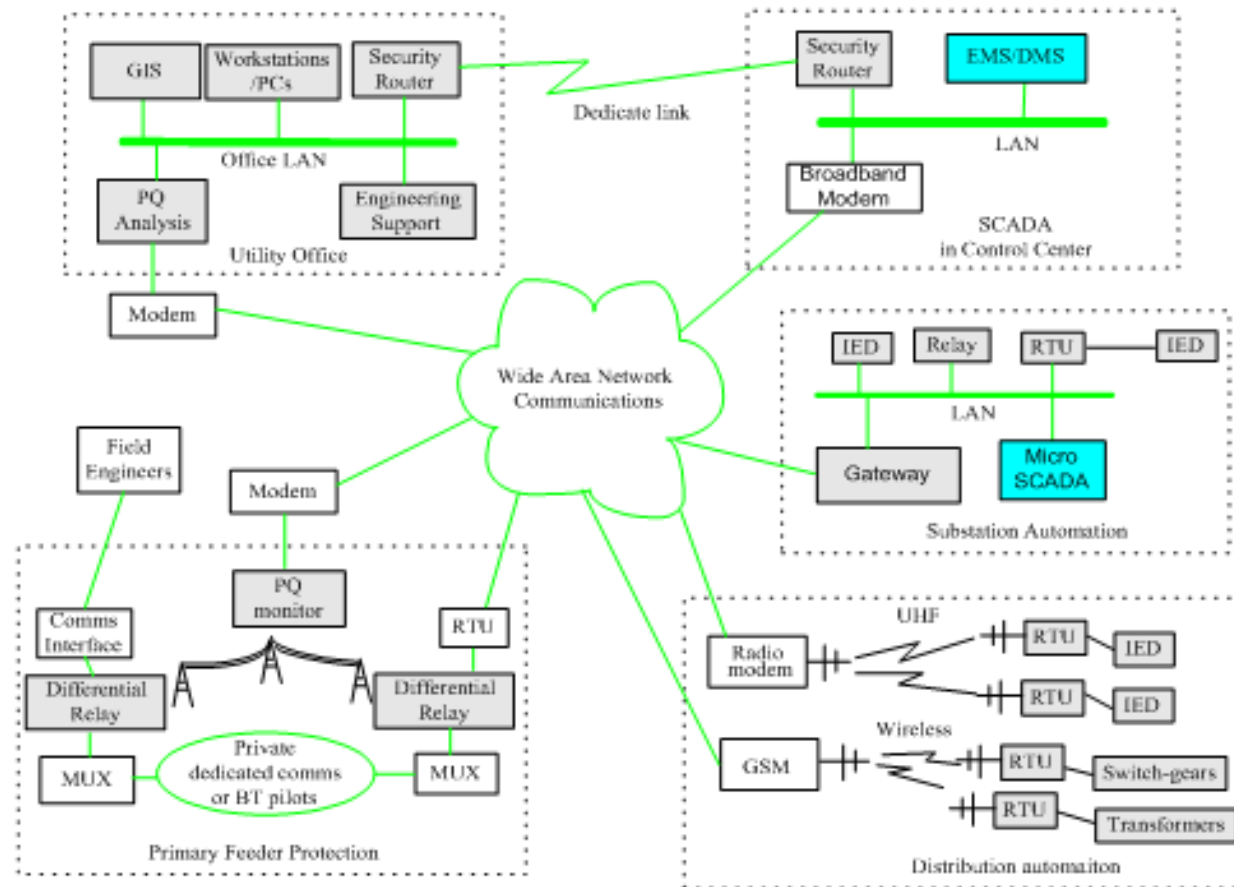 GIS
Workstations
/PCs
Security
Router
Office LAN
PQ
Analysis
Engineering
Support
Utility Office
Modem
Dedicate link
Security
Router
EMS/DMS
LAN
Broadband
Modem
SCADA
in Control Center
Wide Area Network
Communications
IED
Relay
RTU
IED
LAN
Gateway
Micro
SCADA
Substation Automation
Field
Engineers
Modem
PQ
monitor
Comms
Interface
RTU
Differential
Relay
Differential
Relay
MUX
Private
dedicated comms
or BT pilots
MUX
Primary Feeder Protection
UHF
Radio
modem
RTU
IED
RTU
IED
Wireless
GSM
RTU
Switch-gears
RTU
Transformers
Distribution automaiton